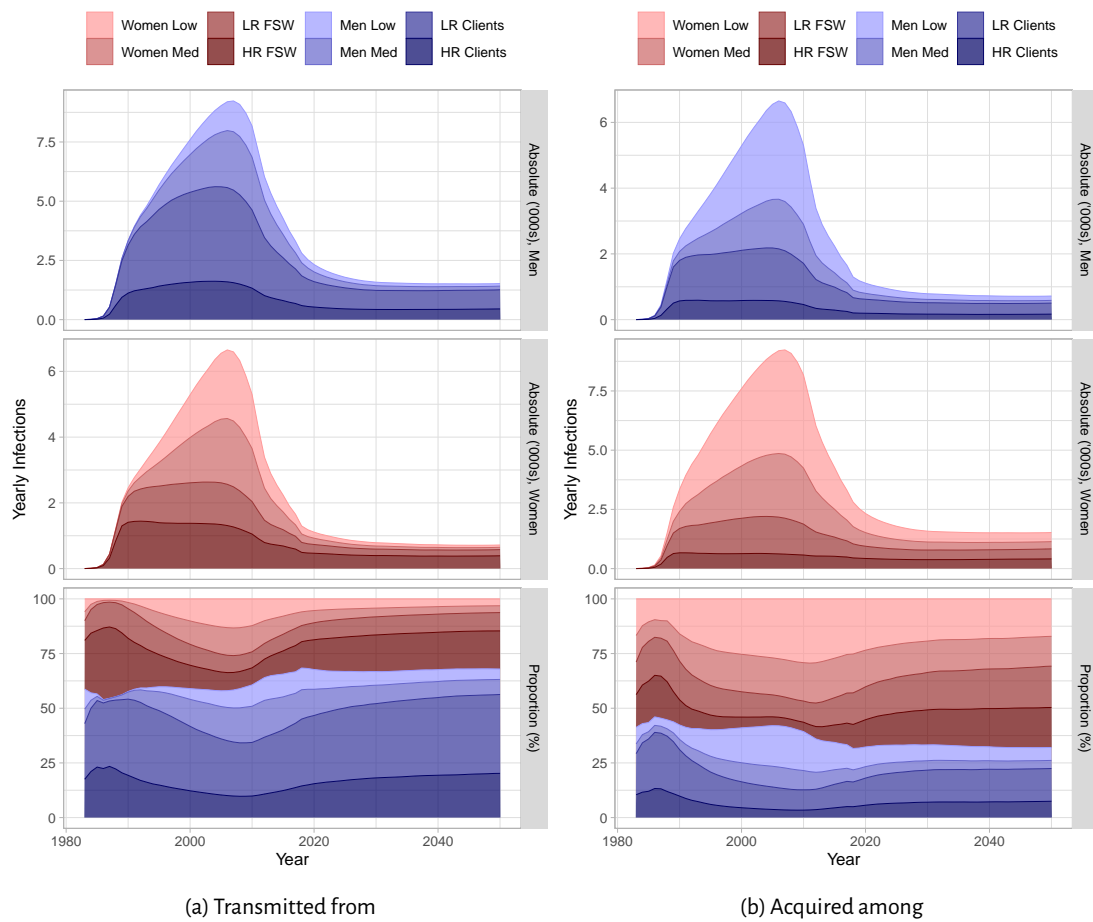 Women Low LR FSW Men Low LR Clients
Women Med HR FSW Men Med HR Clients
7.5
5.0
2.5
0.0
Absolute ('000s), Men
6
4
2
0
Absolute ('000s), Women
100
75
50
25
0
Proportion (%)
Yearly Infections
1980 2000 2020 2040
Year
(a) Transmitted from
Women Low LR FSW Men Low LR Clients
Women Med HR FSW Men Med HR Clients
6
4
2
0
Absolute ('000s), Men
7.5
5.0
2.5
0.0
Absolute ('000s), Women
100
75
50
25
0
Proportion (%)
Yearly Infections
1980 2000 2020 2040
Year
(b) Acquired among